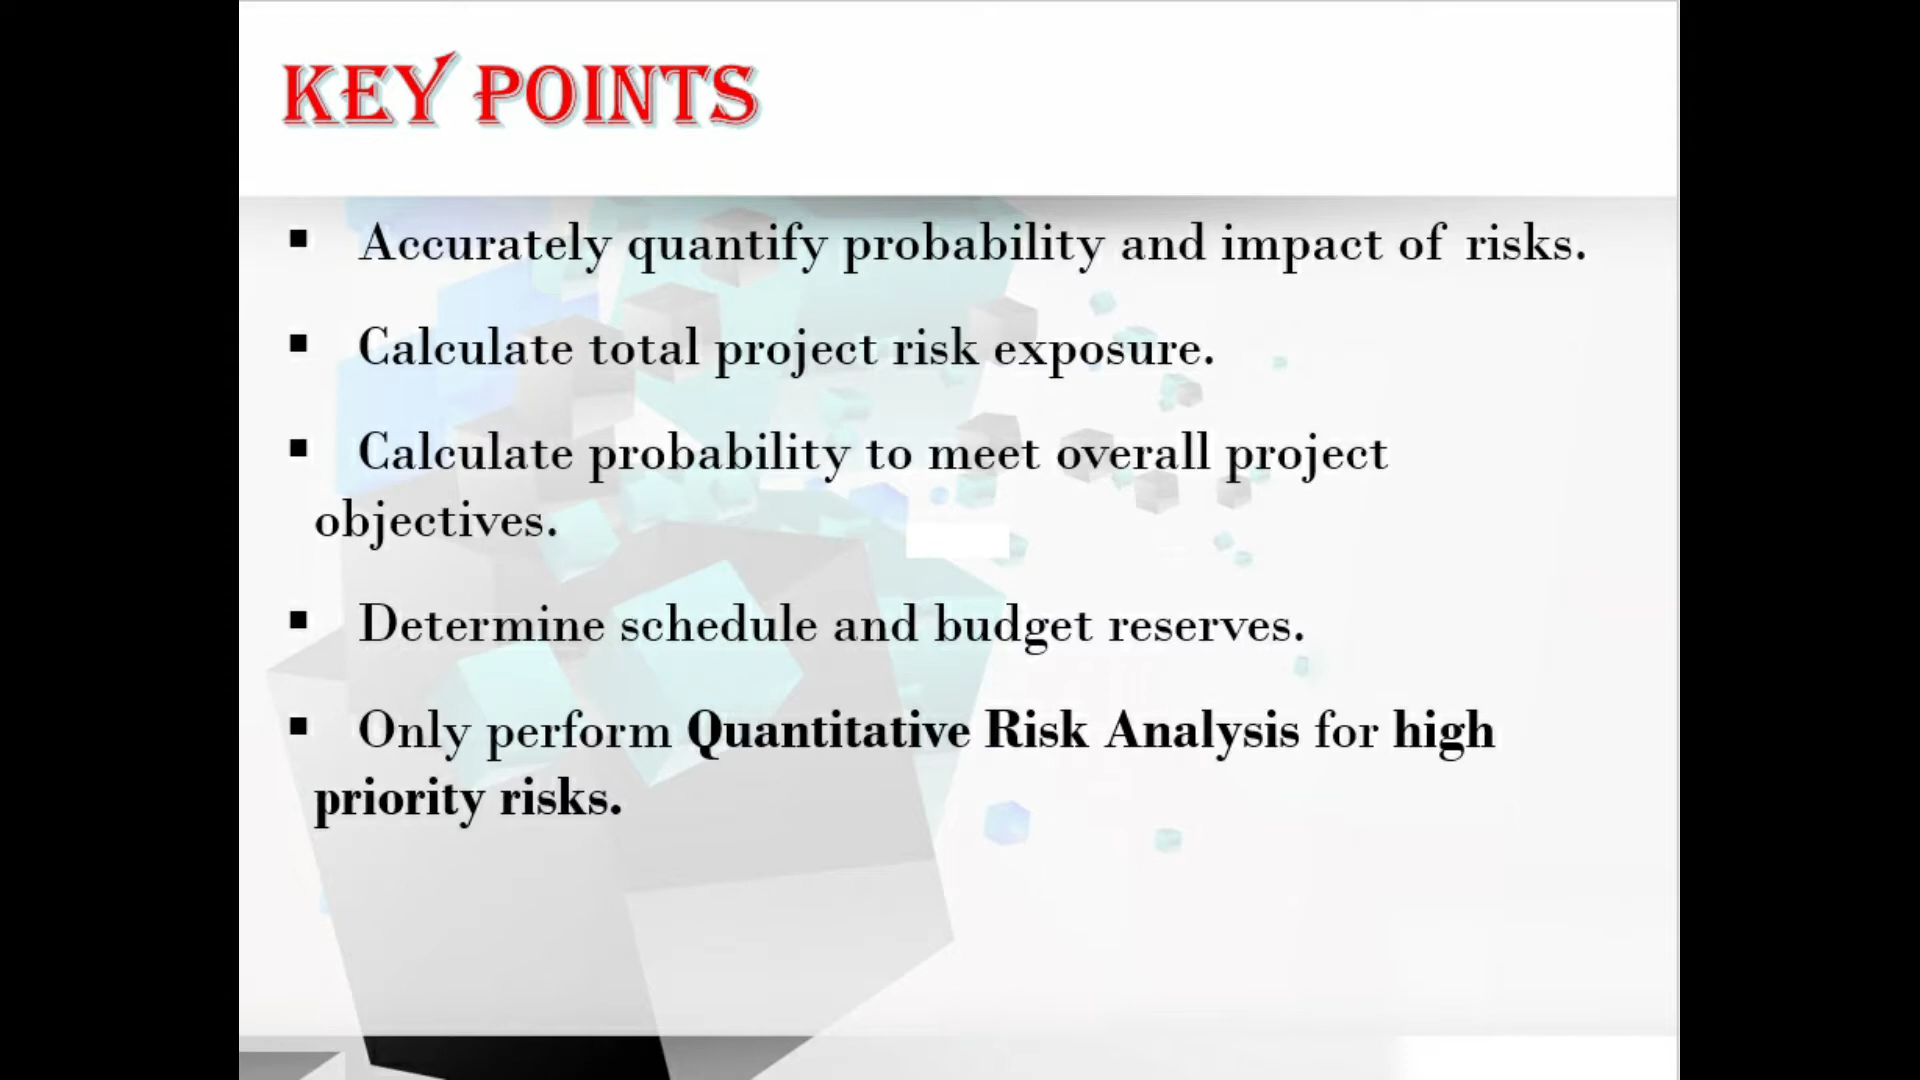 KEY POINTS
▪ Accurately quantify probability and impact of risks.
▪ Calculate total project risk exposure.
▪ Calculate probability to meet overall project
objectives.
▪ Determine schedule and budget reserves.
▪ Only perform Quantitative Risk Analysis for high
priority risks.